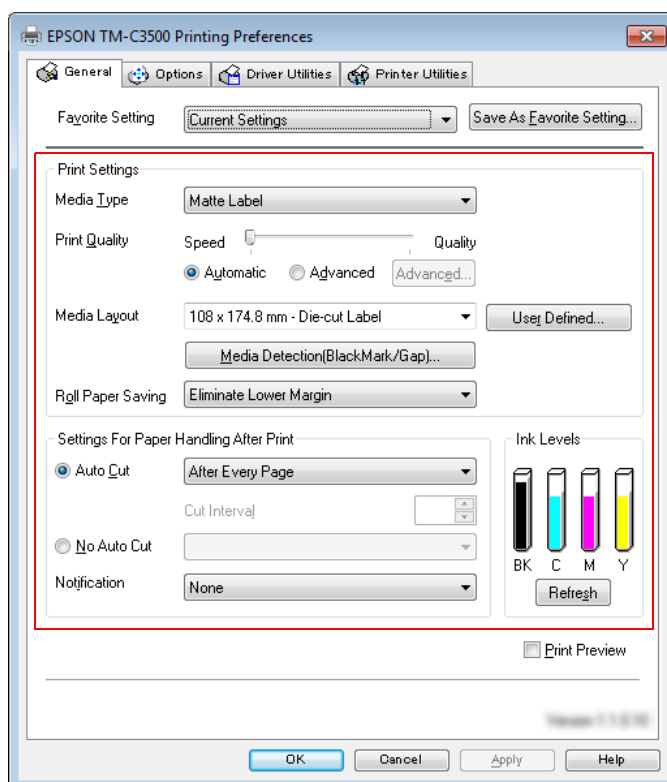 EPSON TM-C3500 Printing Preferences
General Options Driver Utilities Printer Utilities
Favorite Setting Current Settings Save As Favorite Setting...
Print Settings
Media Type Matte Label
Print Quality Speed Quality
Automatic Advanced Advanced...
Media Layout 108 x 174.8 mm - Die-cut Label User Defined...
Media Detection(BlackMark/Gap)...
Roll Paper Saving Eliminate Lower Margin
Settings For Paper Handling After Print
Auto Cut After Every Page
Cut Interval
No Auto Cut
Notification None
Ink Levels
BK C M Y
Refresh
Print Preview
OK Cancel Apply Help